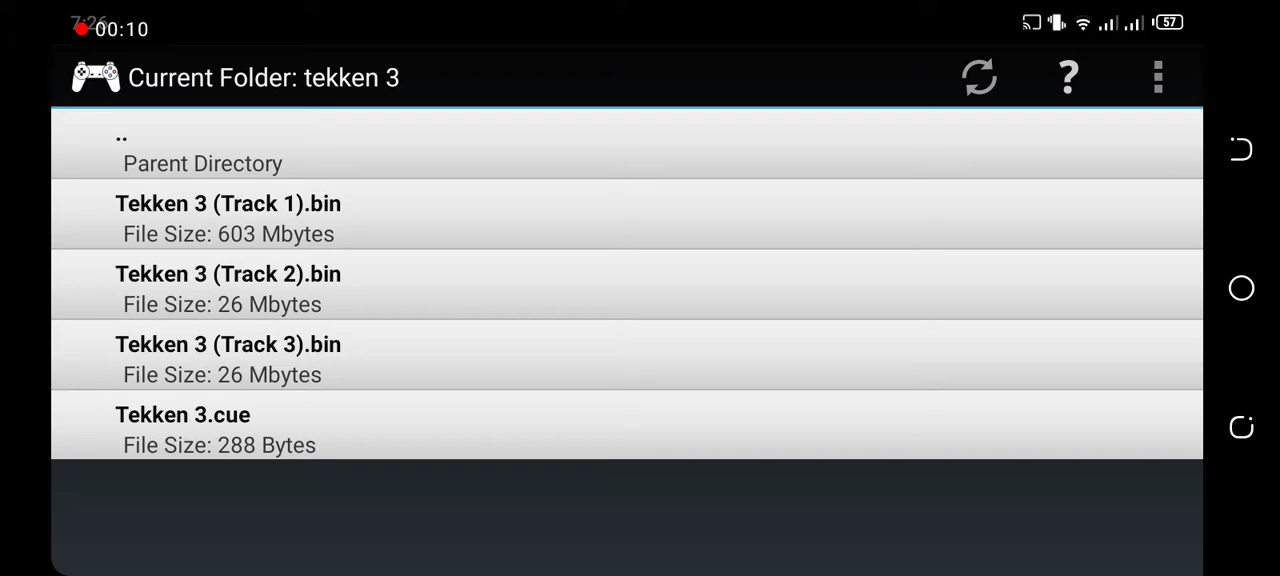 7:26
00:10
57
Current Folder: tekken 3
?
..
Parent Directory
Tekken 3 (Track 1).bin
File Size: 603 Mbytes
Tekken 3 (Track 2).bin
File Size: 26 Mbytes
Tekken 3 (Track 3).bin
File Size: 26 Mbytes
Tekken 3.cue
File Size: 288 Bytes